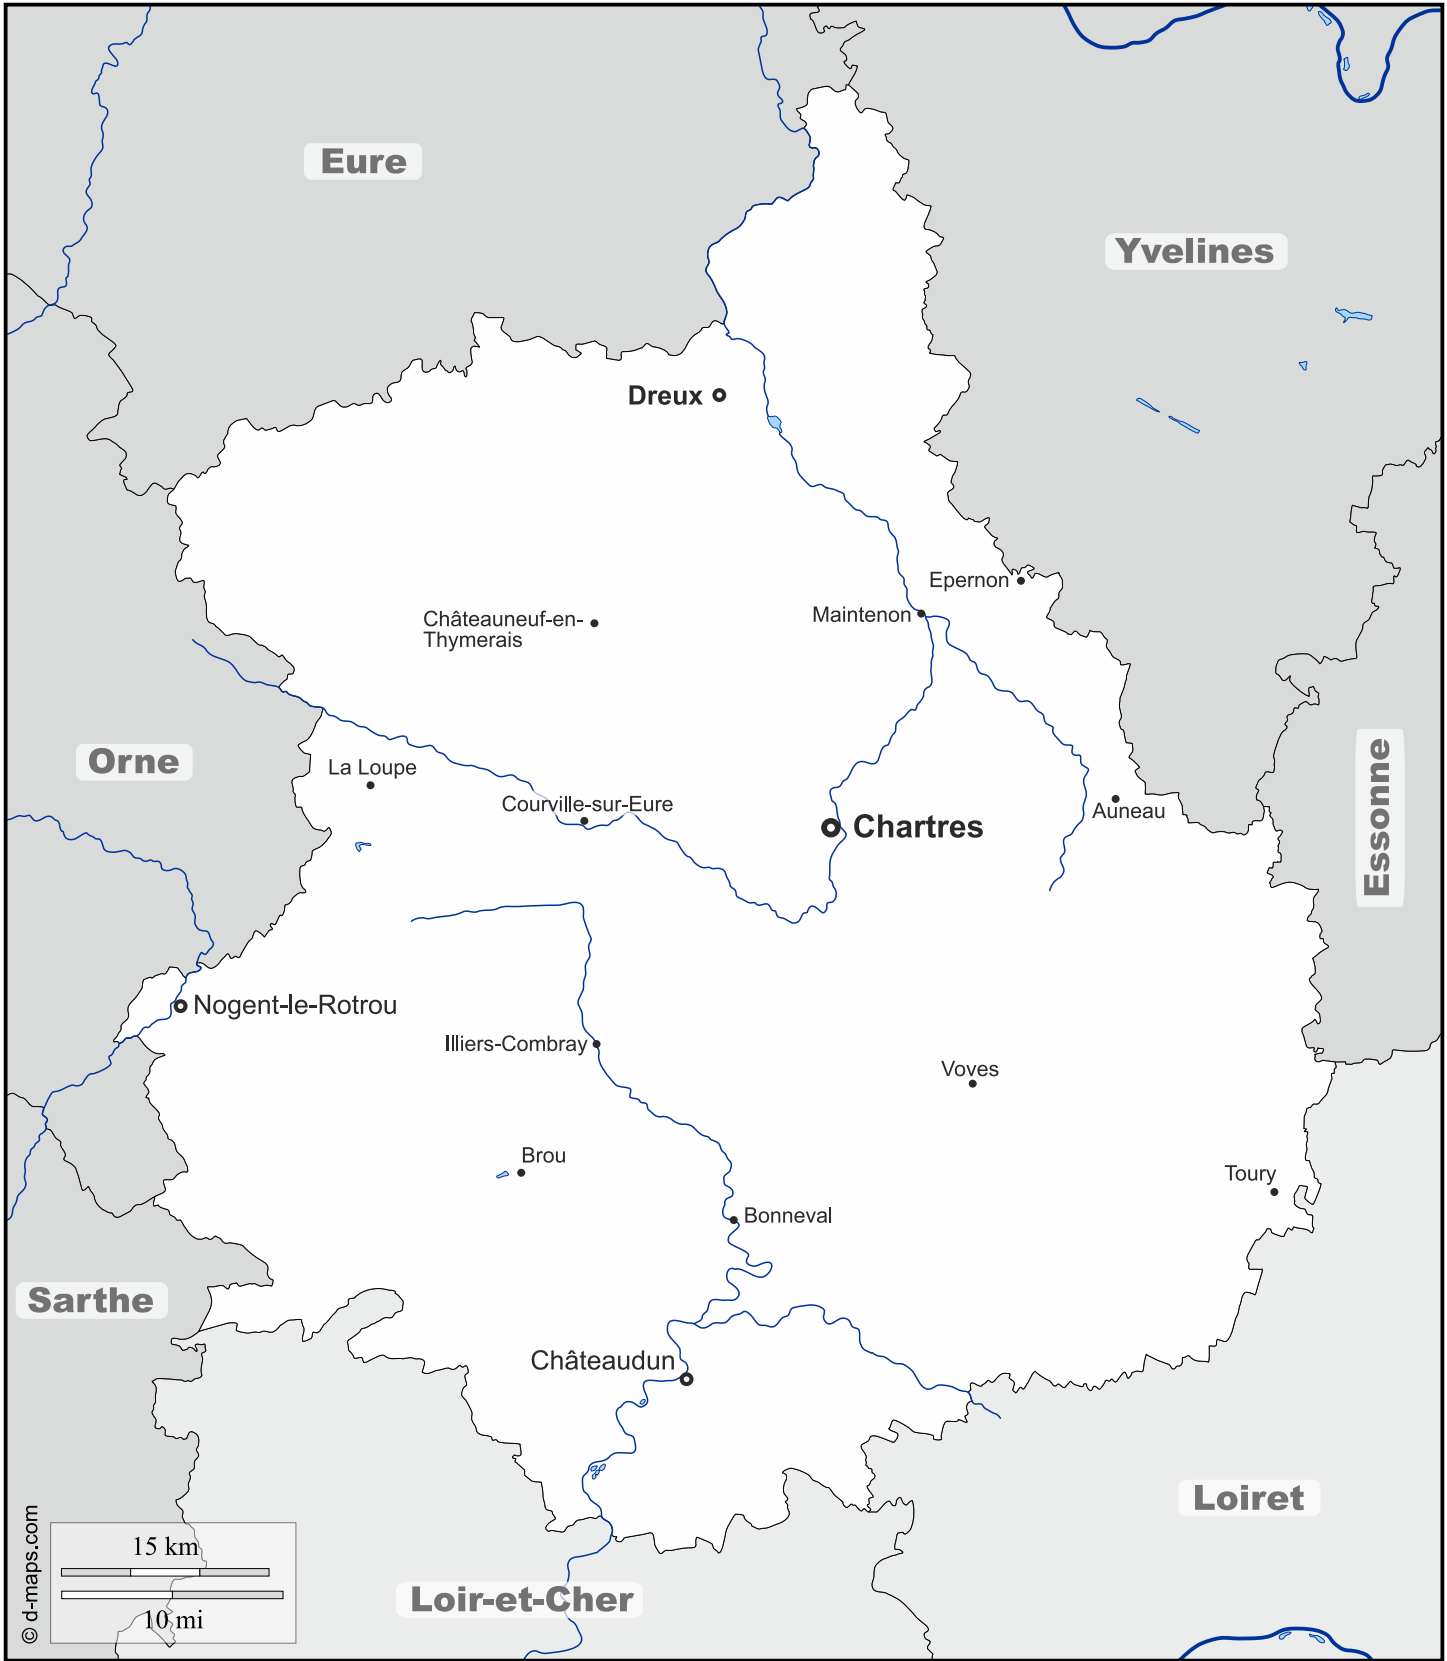 Eure
Yvelines
Dreux
Epernon
Maintenon
Châteauneuf-en-
Thymerais
Orne
La Loupe
Courville-sur-Eure
Chartres
Auneau
Essonne
Nogent-le-Rotrou
Illiers-Combray
Voves
Brou
Toury
Bonneval
Sarthe
Châteaudun
Loiret
Loir-et-Cher
15 km
10 mi
© d-maps.com